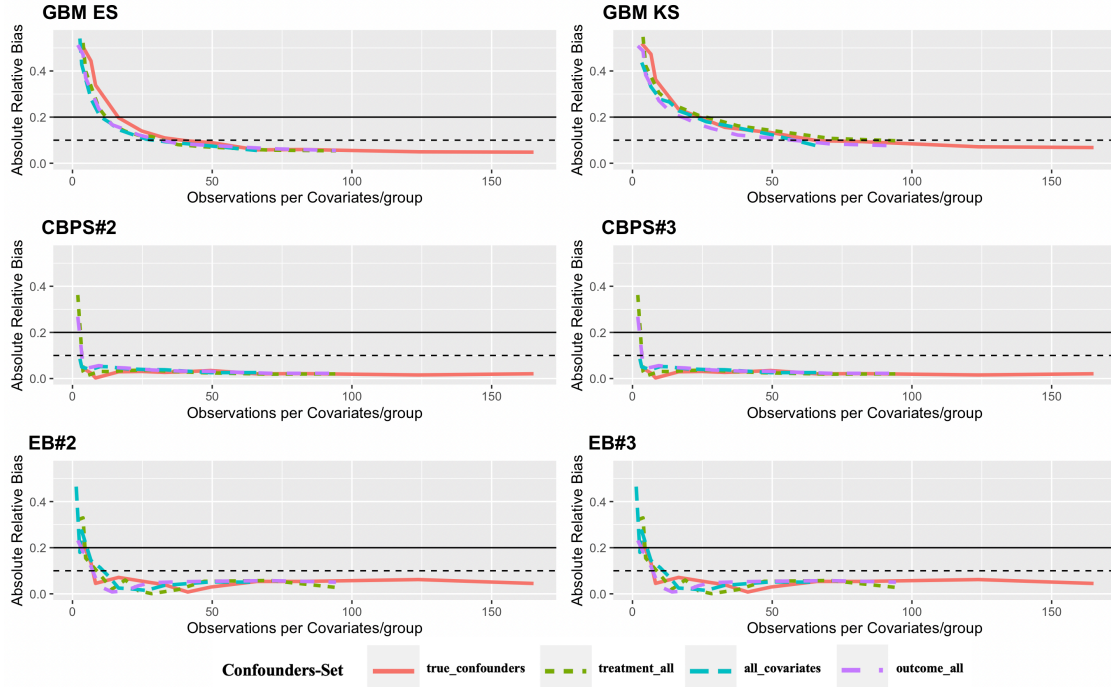 GBM ES
GBM KS
Absolute Relative Bias
0.4
0.2
0.0
0
50
100
150
Observations per Covariates/group
Absolute Relative Bias
0.4
0.2
0.0
0
50
100
150
Observations per Covariates/group
CBPS#2
CBPS#3
Absolute Relative Bias
0.4
0.2
0.0
0
50
100
150
Observations per Covariates/group
Absolute Relative Bias
0.4
0.2
0.0
0
50
100
150
Observations per Covariates/group
EB#2
EB#3
Absolute Relative Bias
0.4
0.2
0.0
0
50
100
150
Observations per Covariates/group
Absolute Relative Bias
0.4
0.2
0.0
0
50
100
150
Observations per Covariates/group
Confounders-Set
true_confounders
treatment_all
all_covariates
outcome_all